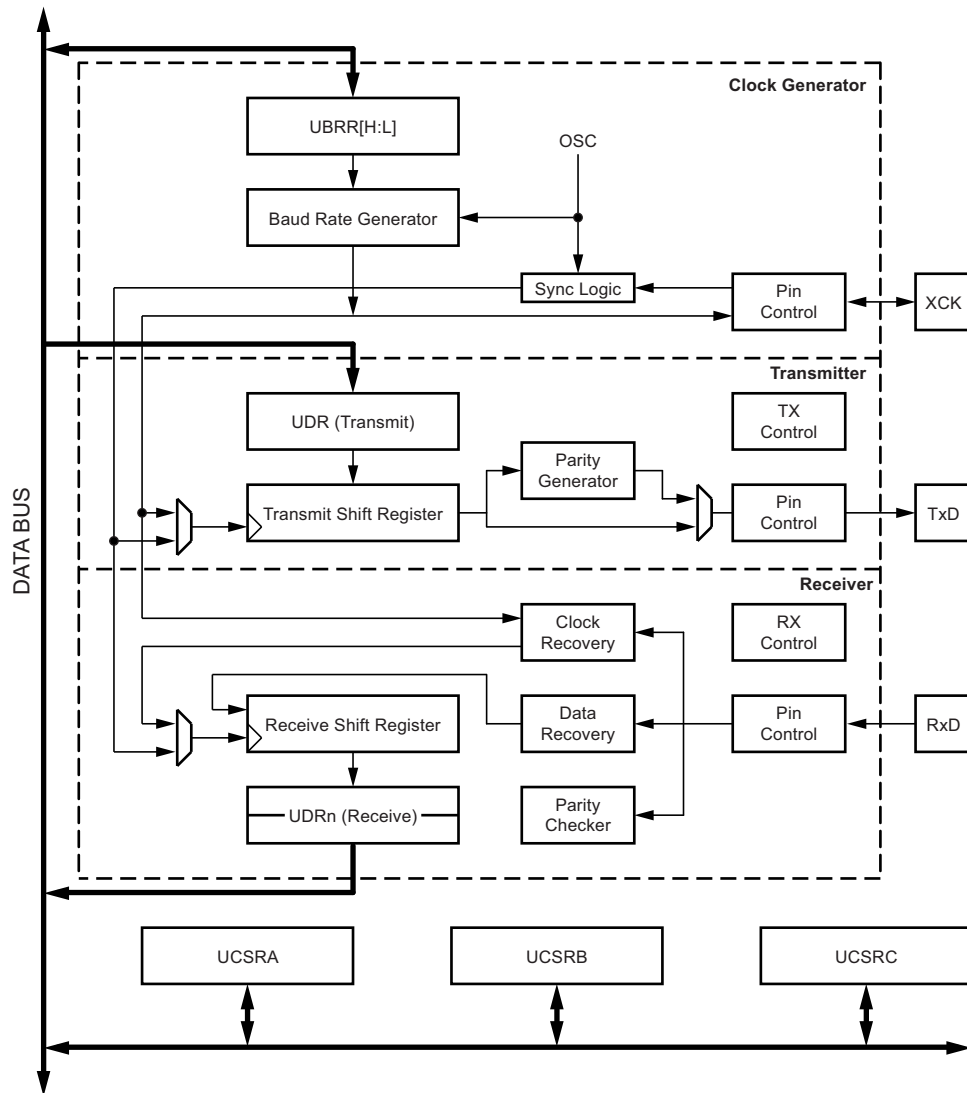 Clock Generator
UBRR[H:L]
OSC
Baud Rate Generator
Sync Logic
Pin
Control
XCK
Transmitter
UDR (Transmit)
TX
Control
Parity
Generator
Transmit Shift Register
Pin
Control
TxD
DATA BUS
Receiver
Clock
Recovery
RX
Control
Receive Shift Register
Data
Recovery
Pin
Control
RxD
UDRn (Receive)
Parity
Checker
UCSRA
UCSRB
UCSRC